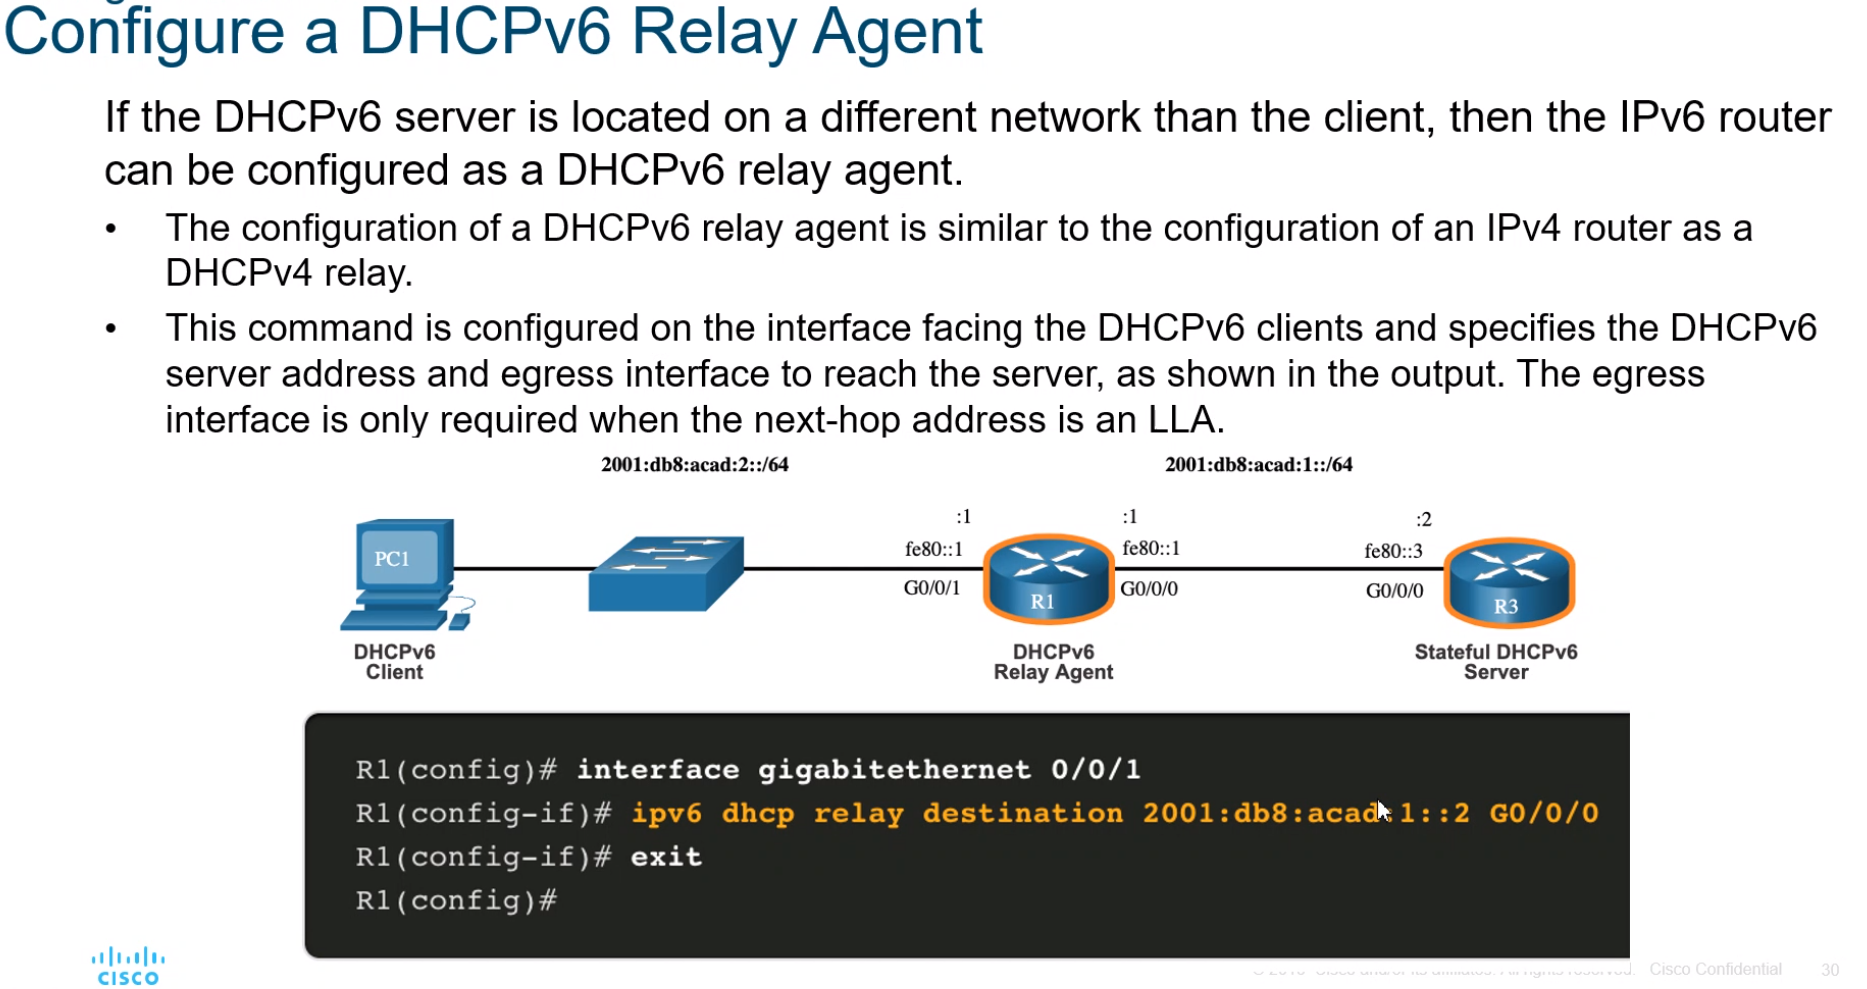 Configure a DHCPv6 Relay Agent
If the DHCPv6 server is located on a different network than the client, then the IPv6 router
can be configured as a DHCPv6 relay agent.
• The configuration of a DHCPv6 relay agent is similar to the configuration of an IPv4 router as a
DHCPv4 relay.
• This command is configured on the interface facing the DHCPv6 clients and specifies the DHCPv6
server address and egress interface to reach the server, as shown in the output. The egress
interface is only required when the next-hop address is an LLA.
2001:db8:acad:2::/64
2001:db8:acad:1::/64
PC1
:1
fe80::1
G0/0/1
R1
:1
fe80::1
G0/0/0
:2
fe80::3
G0/0/0
R3
DHCPv6
Client
DHCPv6
Relay Agent
Stateful DHCPv6
Server
R1(config)# interface gigabitethernet 0/0/1
R1(config-if)# ipv6 dhcp relay destination 2001:db8:acad:1::2 G0/0/0
R1(config-if)# exit
R1(config)#
CISCO
Cisco Confidential
30